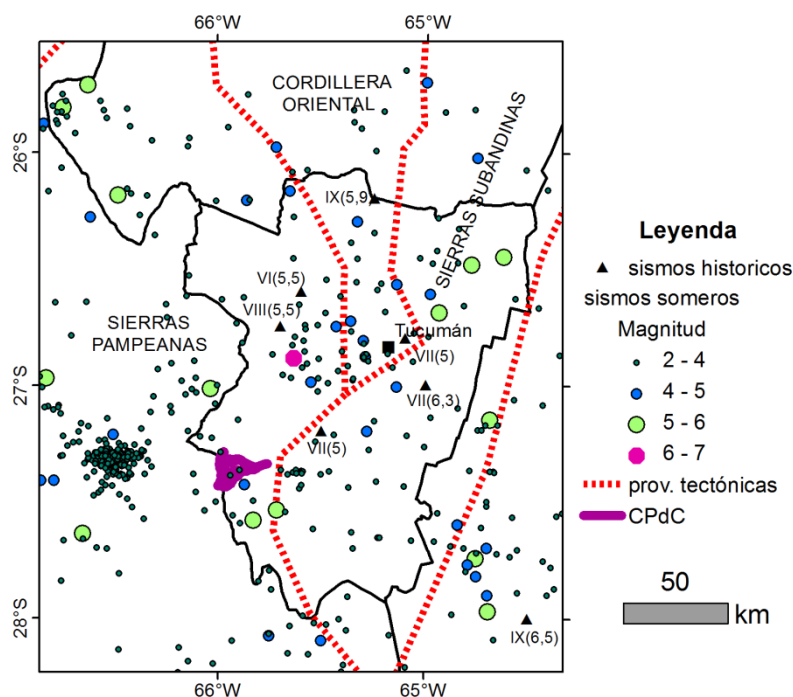 66°W
65°W
CORDILLERA
ORIENTAL
26°S
SIERRAS SUBANDINAS
IX(5,9)
VI(5,5)
VIII(5,5)
SIERRAS
PAMPEANAS
Tucumán
VII(5)
27°S
VII(6,3)
VII(5)
28°S
IX(6,5)
66°W
65°W
Leyenda
sismos historicos
sismos someros
Magnitud
2 - 4
4 - 5
5 - 6
6 - 7
prov. tectónicas
CPdC
50
km